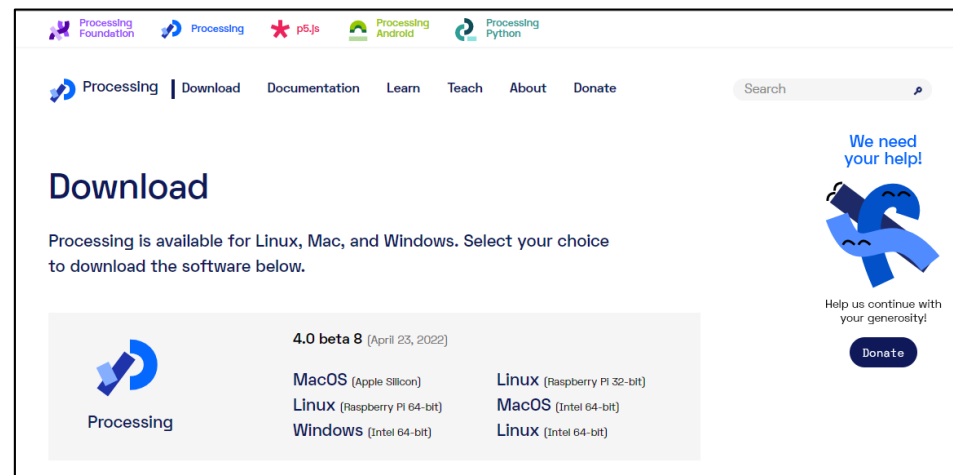 Processing Foundation
Processing
p5.js
Processing Android
Processing Python
Processing
Download
Documentation
Learn
Teach
About
Donate
Search
We need
your help!
Download
Processing is available for Linux, Mac, and Windows. Select your choice
to download the software below.
Help us continue with
your generosity!
Donate
4.0 beta 8 (April 23, 2022)
MacOS (Apple Silicon)
Linux (Raspberry Pi 32-bit)
Linux (Raspberry Pi 64-bit)
MacOS (Intel 64-bit)
Windows (Intel 64-bit)
Linux (Intel 64-bit)
Processing